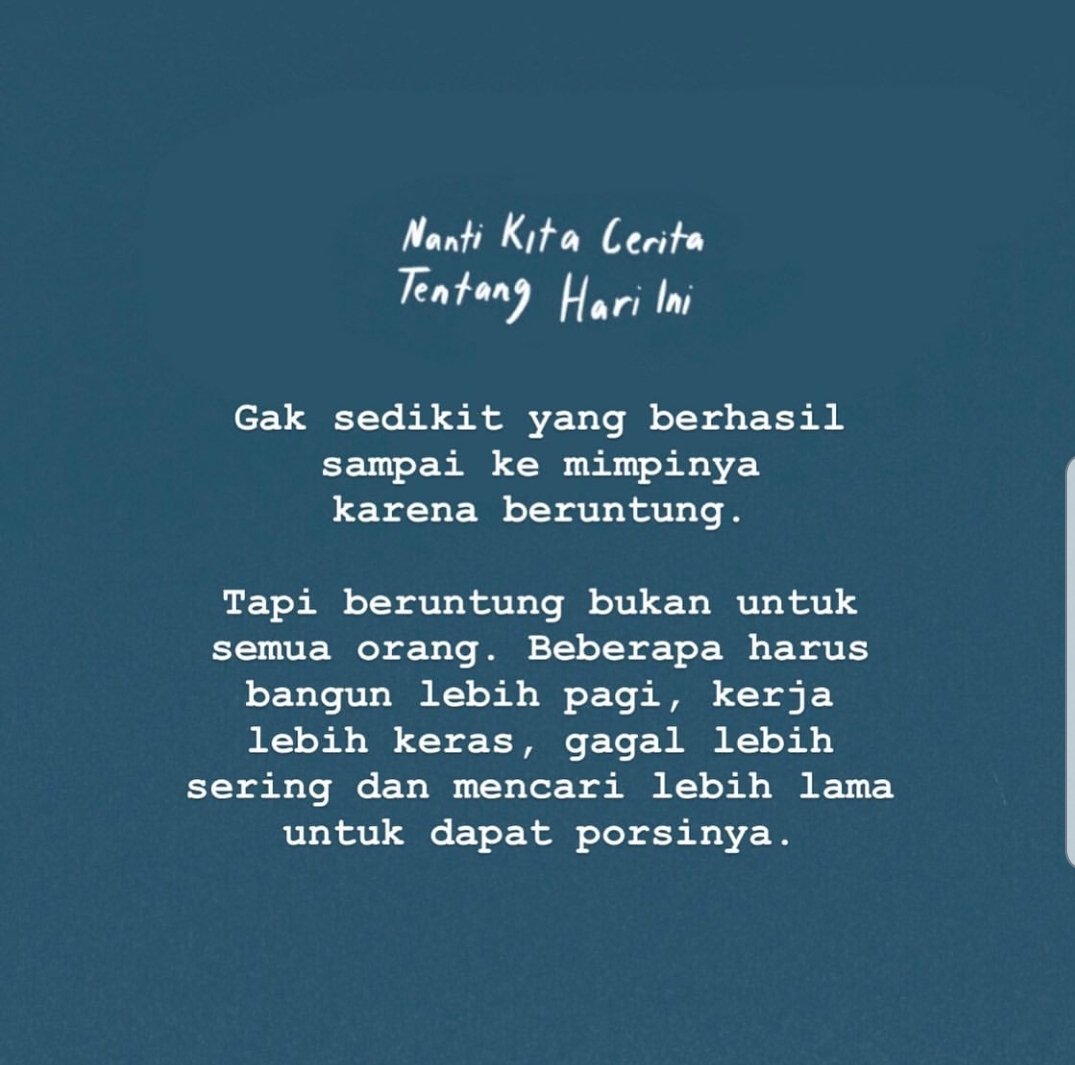 Nanti Kita Cerita
Tentang Hari Ini
Gak sedikit yang berhasil
sampai ke mimpinya
karena beruntung.
Tapi beruntung bukan untuk
semua orang. Beberapa harus
bangun lebih pagi, kerja
lebih keras, gagal lebih
sering dan mencari lebih lama
untuk dapat porsinya.